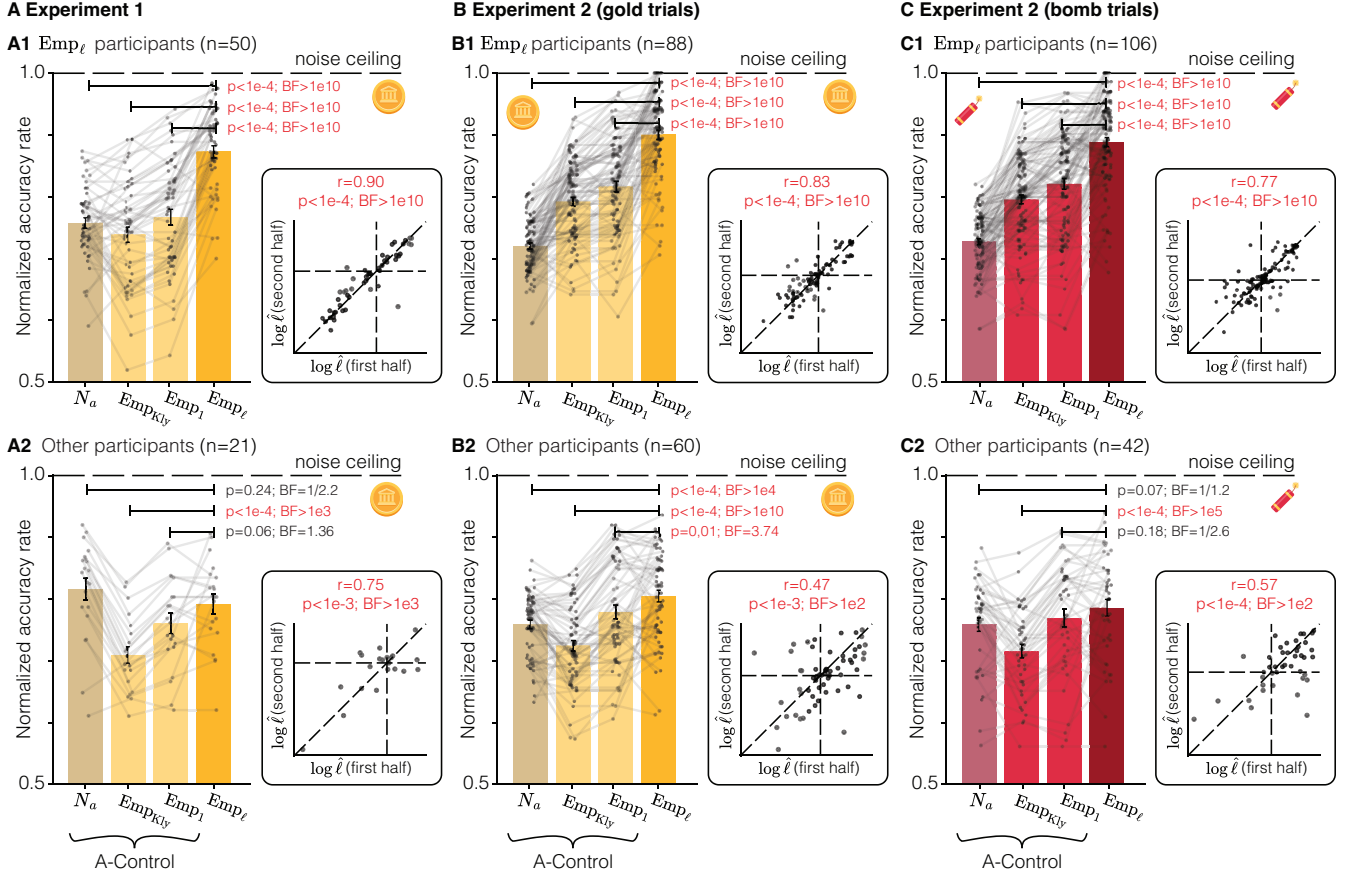 A Experiment 1
A1 Empℓ participants (n=50)
noise ceiling
1.0
p<1e-4; BF>1e10
p<1e-4; BF>1e10
p<1e-4; BF>1e10
Normalized accuracy rate
r=0.90
p<1e-4; BF>1e10
log ℓ̂ (second half)
log ℓ̂ (first half)
0.5
Nₐ
Emp_Kly
Emp₁
Empℓ
B Experiment 2 (gold trials)
B1 Empℓ participants (n=88)
noise ceiling
1.0
p<1e-4; BF>1e10
p<1e-4; BF>1e10
p<1e-4; BF>1e10
Normalized accuracy rate
r=0.83
p<1e-4; BF>1e10
log ℓ̂ (second half)
log ℓ̂ (first half)
0.5
Nₐ
Emp_Kly
Emp₁
Empℓ
C Experiment 2 (bomb trials)
C1 Empℓ participants (n=106)
noise ceiling
1.0
p<1e-4; BF>1e10
p<1e-4; BF>1e10
p<1e-4; BF>1e10
Normalized accuracy rate
r=0.77
p<1e-4; BF>1e10
log ℓ̂ (second half)
log ℓ̂ (first half)
0.5
Nₐ
Emp_Kly
Emp₁
Empℓ
A2 Other participants (n=21)
noise ceiling
1.0
p=0.24; BF=1/2.2
p<1e-4; BF>1e3
p=0.06; BF=1.36
Normalized accuracy rate
r=0.75
p<1e-3; BF>1e3
log ℓ̂ (second half)
log ℓ̂ (first half)
0.5
Nₐ
Emp_Kly
Emp₁
Empℓ
A-Control
B2 Other participants (n=60)
noise ceiling
1.0
p<1e-4; BF>1e4
p<1e-4; BF>1e10
p=0,01; BF=3.74
Normalized accuracy rate
r=0.47
p<1e-3; BF>1e2
log ℓ̂ (second half)
log ℓ̂ (first half)
0.5
Nₐ
Emp_Kly
Emp₁
Empℓ
A-Control
C2 Other participants (n=42)
noise ceiling
1.0
p=0.07; BF=1/1.2
p<1e-4; BF>1e5
p=0.18; BF=1/2.6
Normalized accuracy rate
r=0.57
p<1e-4; BF>1e2
log ℓ̂ (second half)
log ℓ̂ (first half)
0.5
Nₐ
Emp_Kly
Emp₁
Empℓ
A-Control